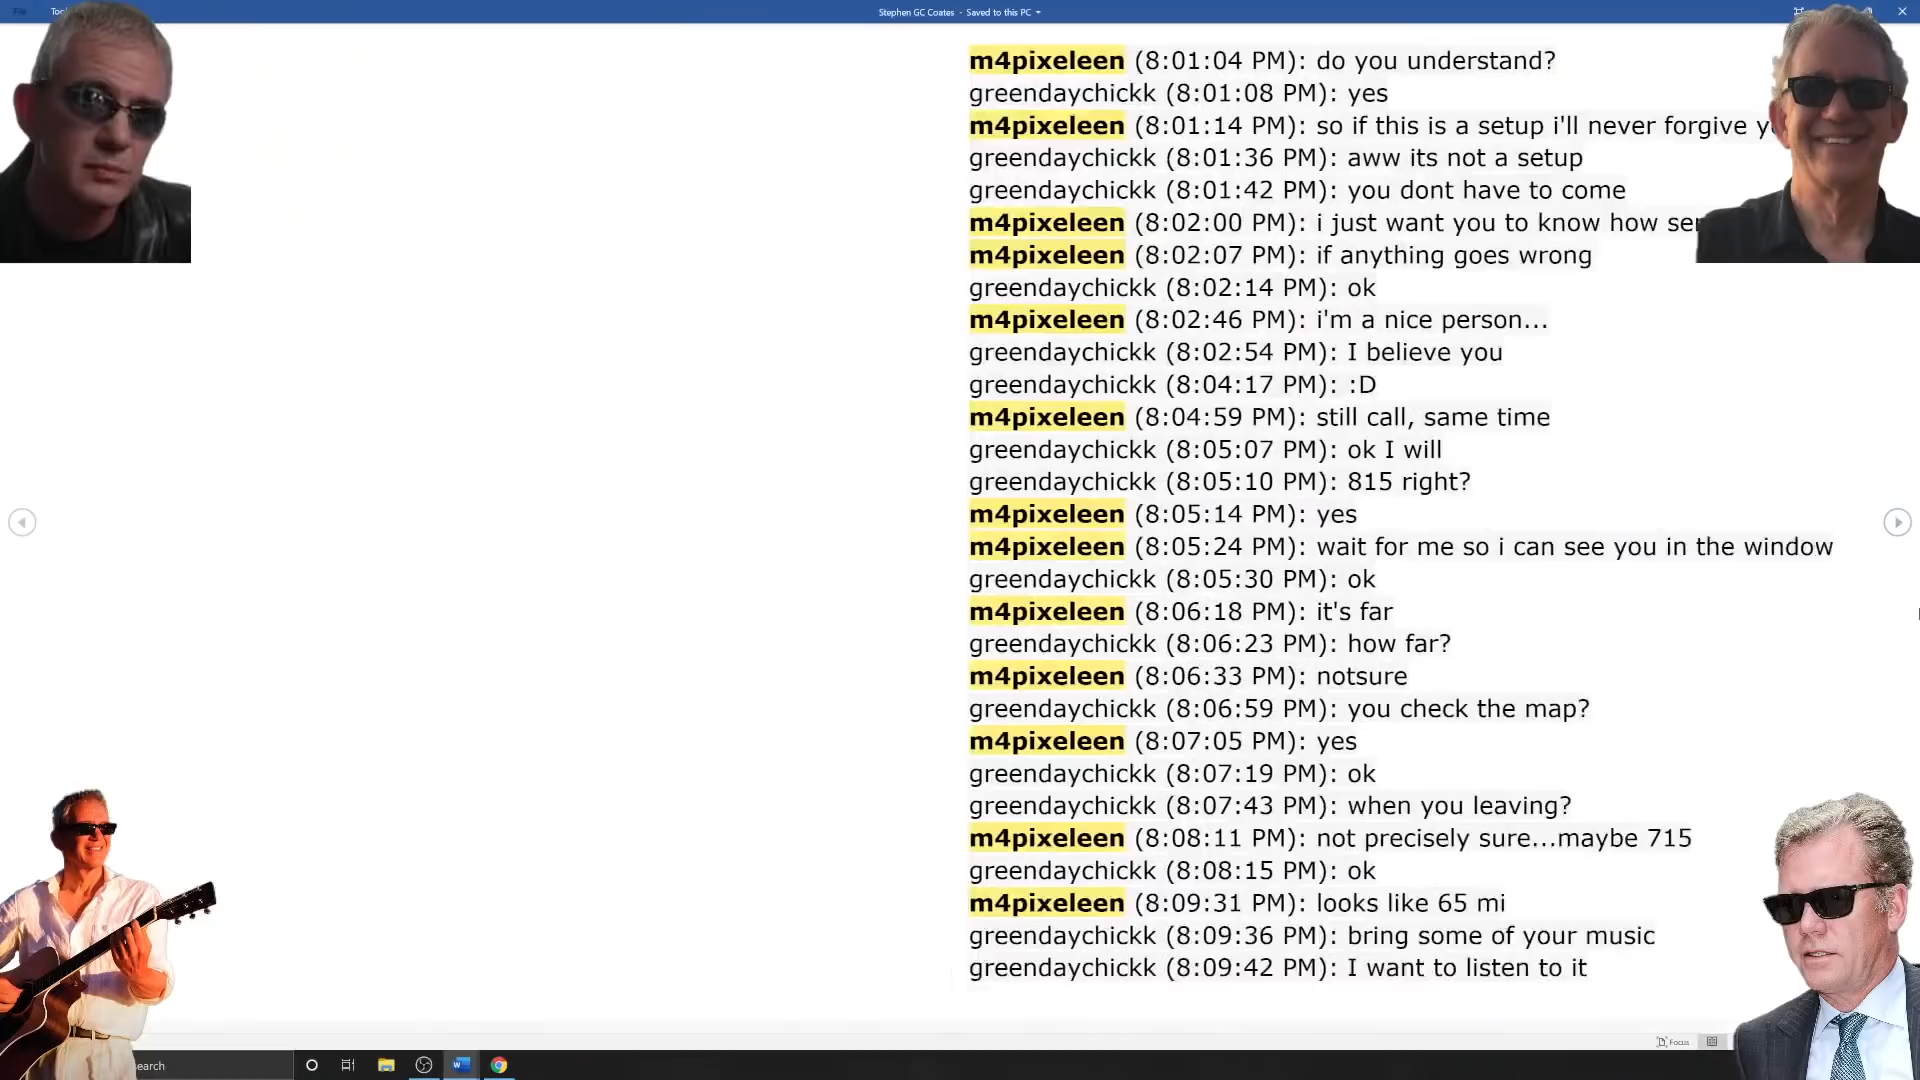 File
Stephen GC Coates - Saved to this PC
m4pixeleen (8:01:04 PM): do you understand?
greendaychickk (8:01:08 PM): yes
m4pixeleen (8:01:14 PM): so if this is a setup i'll never forgive
greendaychickk (8:01:36 PM): aww its not a setup
greendaychickk (8:01:42 PM): you dont have to come
m4pixeleen (8:02:00 PM): i just want you to know how
m4pixeleen (8:02:07 PM): if anything goes wrong
greendaychickk (8:02:14 PM): ok
m4pixeleen (8:02:46 PM): i'm a nice person...
greendaychickk (8:02:54 PM): I believe you
greendaychickk (8:04:17 PM): :D
m4pixeleen (8:04:59 PM): still call, same time
greendaychickk (8:05:07 PM): ok I will
greendaychickk (8:05:10 PM): 815 right?
m4pixeleen (8:05:14 PM): yes
m4pixeleen (8:05:24 PM): wait for me so i can see you in the window
greendaychickk (8:05:30 PM): ok
m4pixeleen (8:06:18 PM): it's far
greendaychickk (8:06:23 PM): how far?
m4pixeleen (8:06:33 PM): notsure
greendaychickk (8:06:59 PM): you check the map?
m4pixeleen (8:07:05 PM): yes
greendaychickk (8:07:19 PM): ok
greendaychickk (8:07:43 PM): when you leaving?
m4pixeleen (8:08:11 PM): not precisely sure...maybe 715
greendaychickk (8:08:15 PM): ok
m4pixeleen (8:09:31 PM): looks like 65 mi
greendaychickk (8:09:36 PM): bring some of your music
greendaychickk (8:09:42 PM): I want to listen to it
Focus
earch